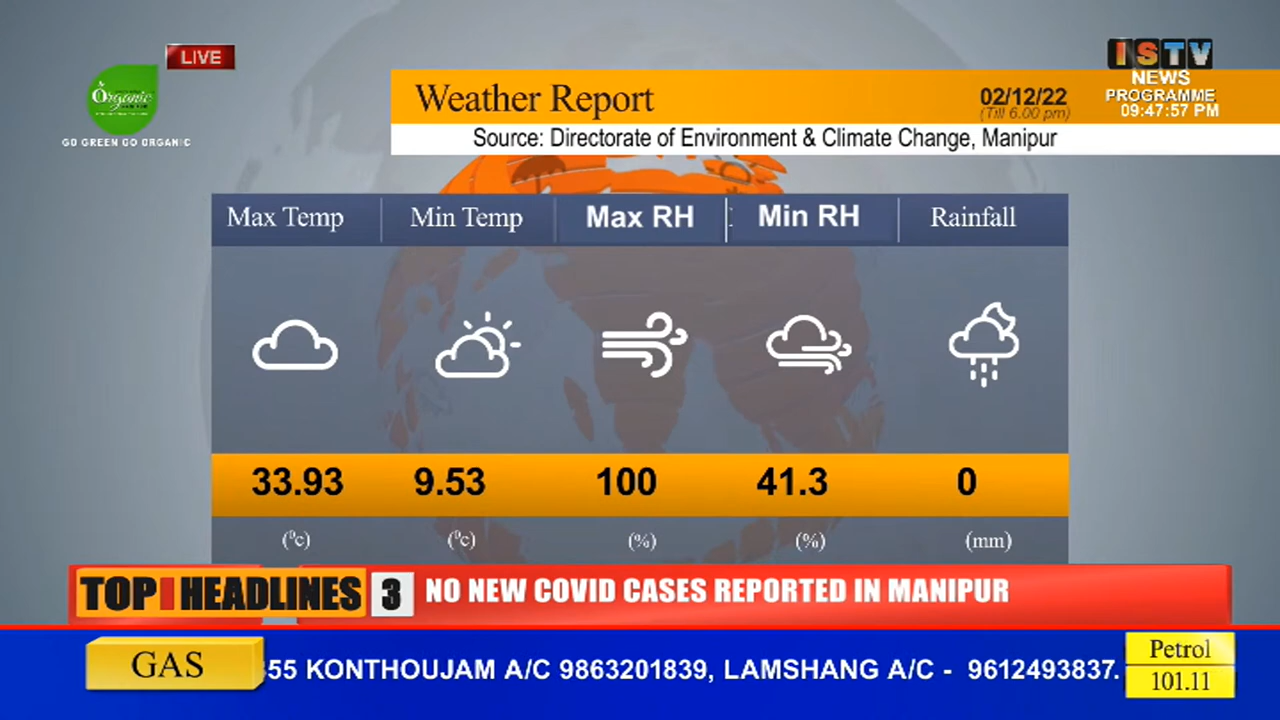 LIVE
Organic
GO GREEN GO ORGANIC
ISTV
NEWS
PROGRAMME
09:47:57 PM
Weather Report
02/12/22
(Till 6.00 pm)
Source: Directorate of Environment & Climate Change, Manipur
Max Temp Min Temp Max RH Min RH Rainfall
33.93 9.53 100 41.3 0
(⁰c) (⁰c) (%) (%) (mm)
TOP HEADLINES 3 NO NEW COVID CASES REPORTED IN MANIPUR
GAS 55 KONTHOUJAM A/C 9863201839, LAMSHANG A/C - 9612493837.
Petrol
101.11